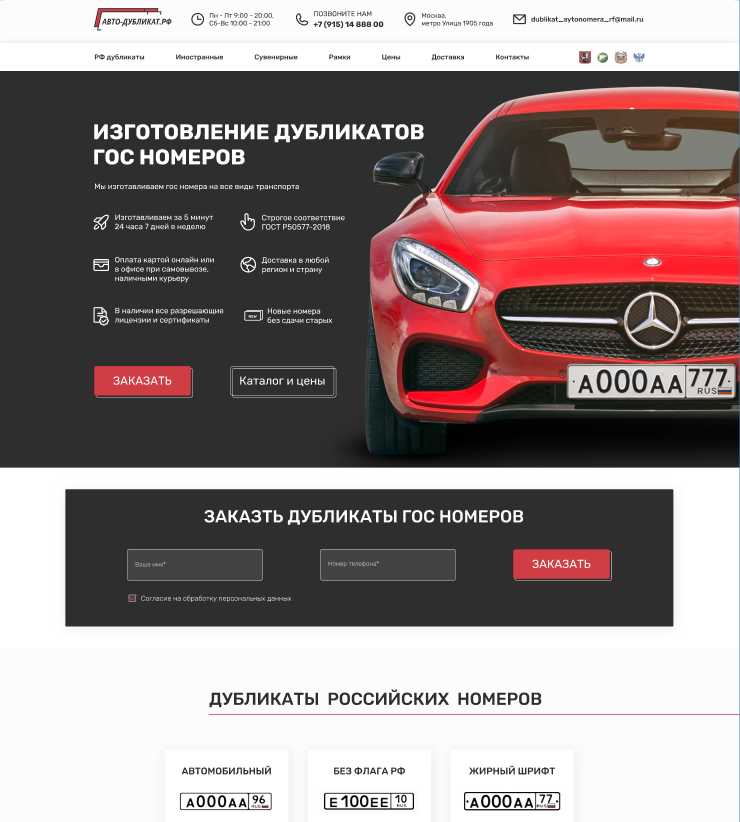 АВТО-ДУБЛИКАТ.РФ
Пн - Пт 9:00 - 20:00,
Сб-Вс 10:00 - 21:00
ПОЗВОНИТЕ НАМ
+7 (915) 14 888 00
Москва,
метро Улица 1905 года
dublikat_aytonomera_rf@mail.ru
РФ дубликаты
Иностранные
Сувенирные
Рамки
Цены
Доставка
Контакты
ИЗГОТОВЛЕНИЕ ДУБЛИКАТОВ
ГОС НОМЕРОВ
Мы изготавливаем гос номера на все виды транспорта
Изготавливаем за 5 минут
24 часа 7 дней в неделю
Строгое соответствие
ГОСТ Р50577-2018
Оплата картой онлайн или
в офисе при самовывозе,
наличными курьеру
Доставка в любой
регион и страну
В наличии все разрешающие
лицензии и сертификаты
NEW
Новые номера
без сдачи старых
ЗАКАЗАТЬ
Каталог и цены
А000АА 777
RUS
ЗАКАЗТЬ ДУБЛИКАТЫ ГОС НОМЕРОВ
Ваше имя*
Номер телефона*
ЗАКАЗАТЬ
Согласие на обработку персональных данных
ДУБЛИКАТЫ РОССИЙСКИХ НОМЕРОВ
АВТОМОБИЛЬНЫЙ
А000АА 96
RUS
БЕЗ ФЛАГА РФ
Е100ЕЕ 10
RUS
ЖИРНЫЙ ШРИФТ
А000АА 77
RUS